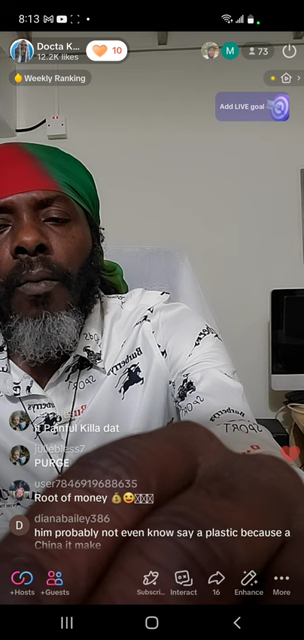 8:13
Docta K...
12.2K likes
10
M
73
Weekly Ranking
Add LIVE goal
Burberrys
it Painful Killa dat
juliebless7
PURGE
user7846919688635
Root of money 💰😄
D
dianabailey386
him probably not even know say a plastic because a
China it make
+Hosts
+Guests
Subscri...
Interact
16
Enhance
More